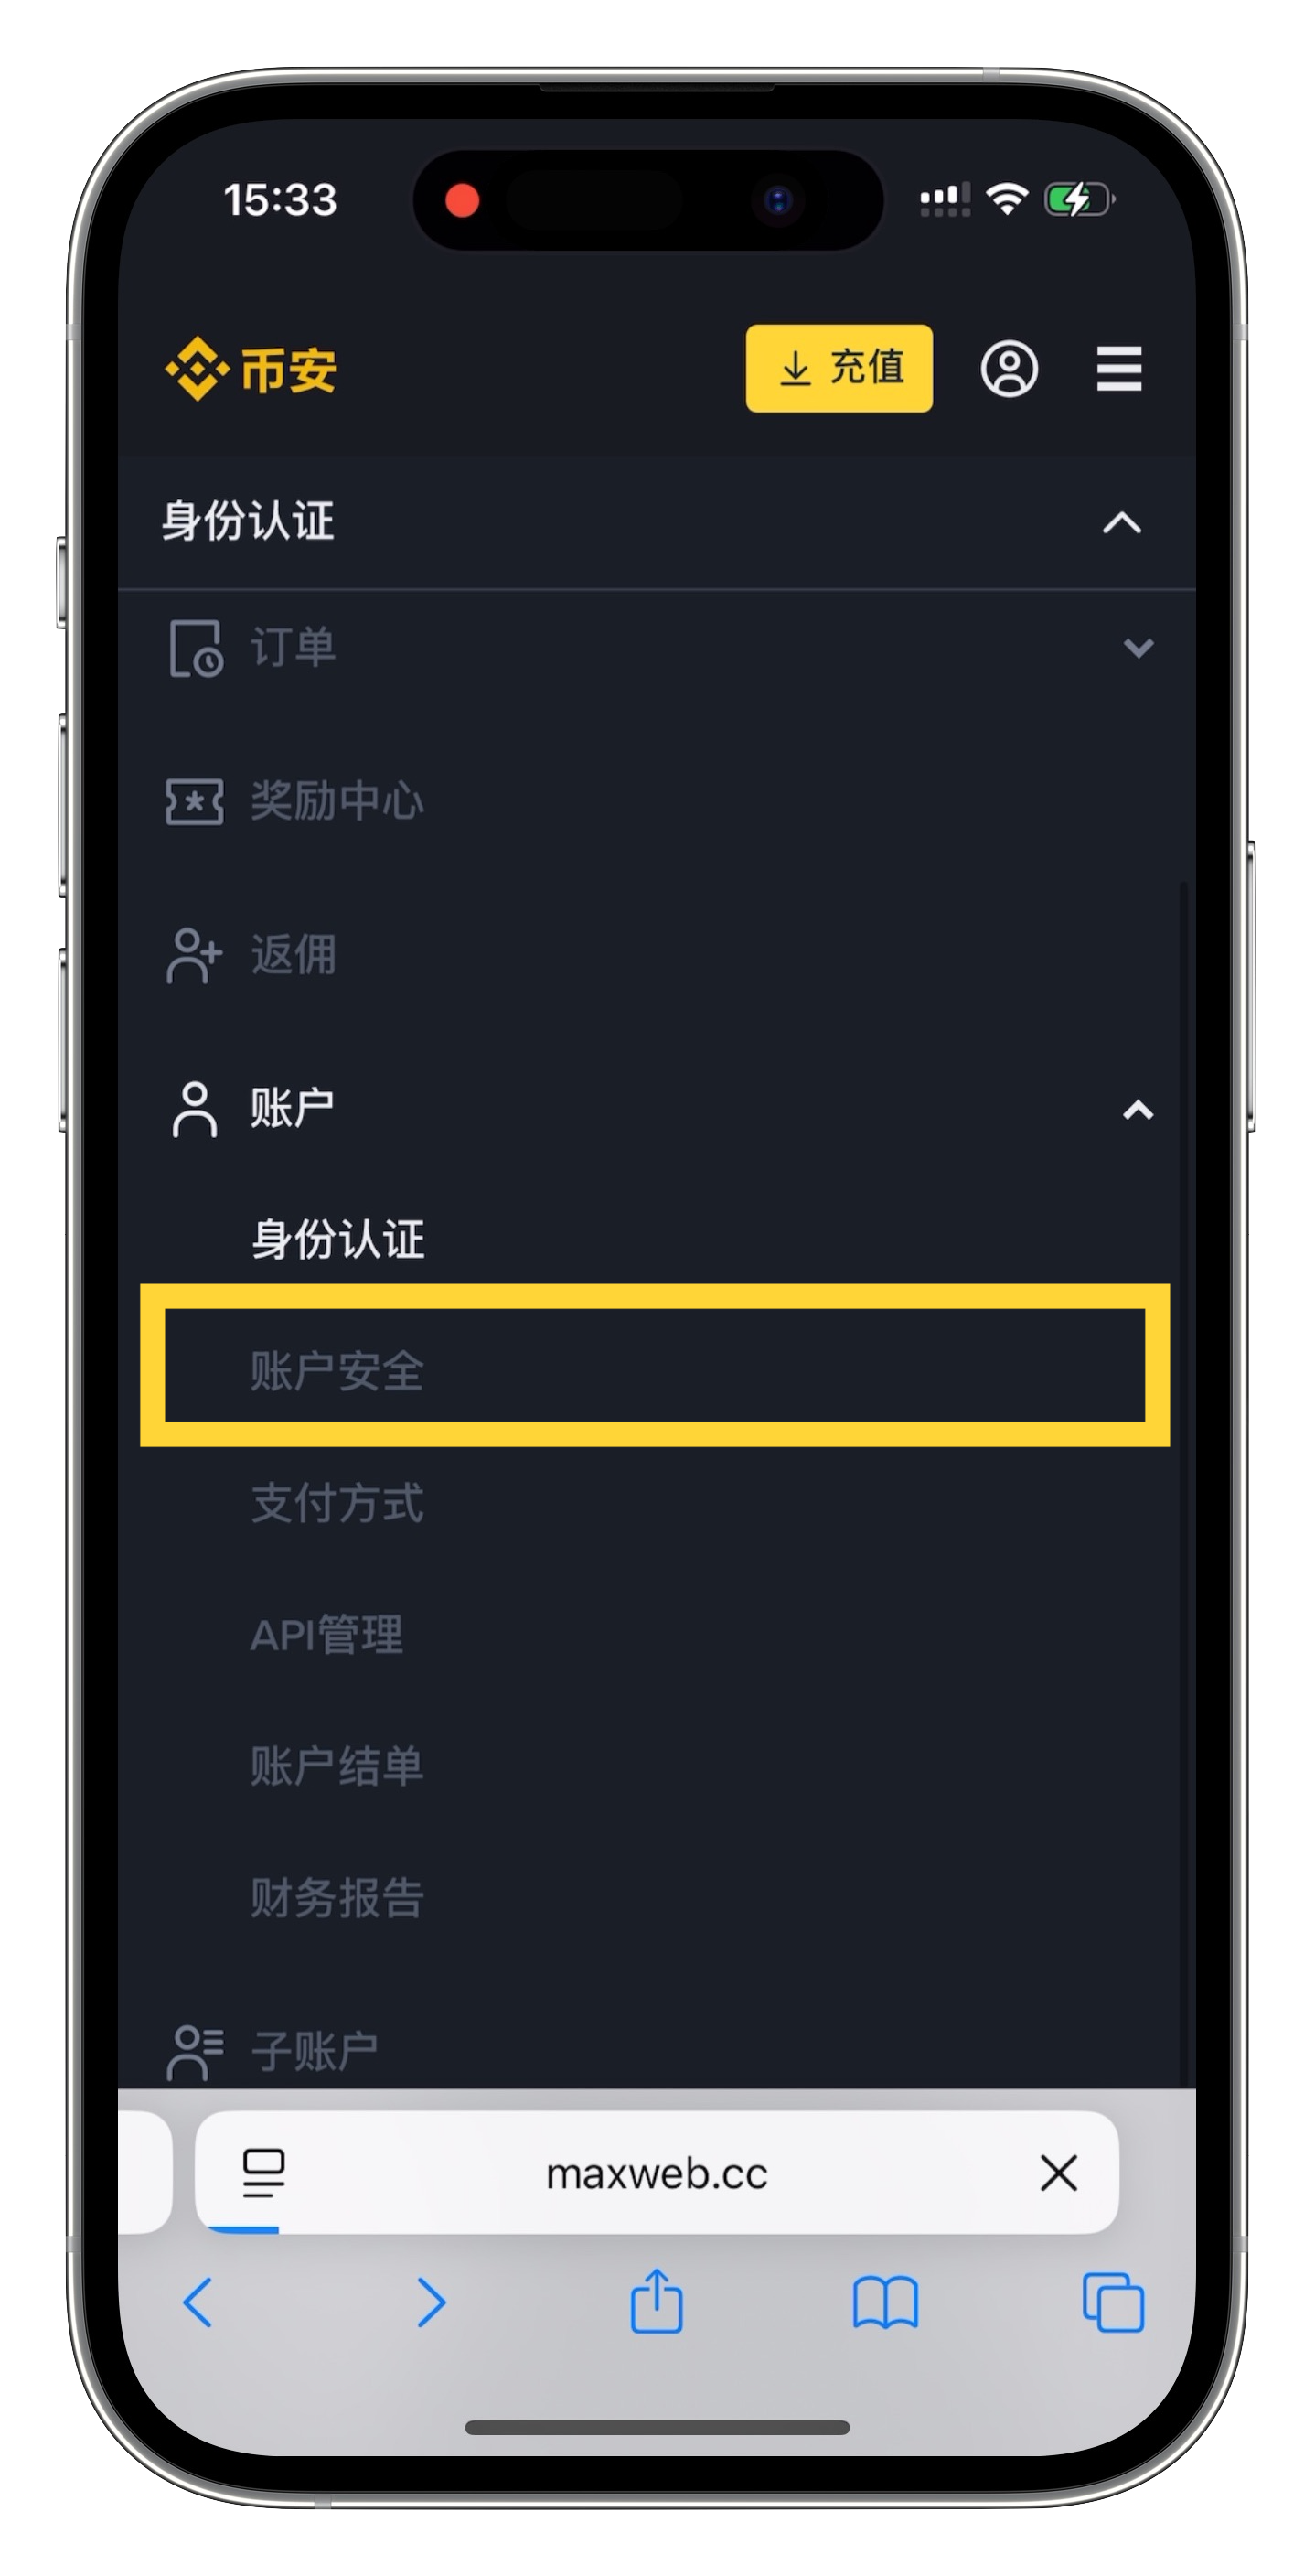 15:33
币安
充值
身份认证
订单
奖励中心
返佣
账户
身份认证
账户安全
支付方式
API管理
账户结单
财务报告
子账户
maxweb.cc